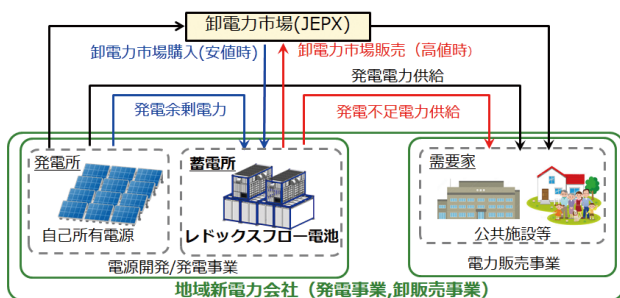 卸電力市場(JEPX)
卸電力市場購入(安値時)
卸電力市場販売（高値時）
発電電力供給
発電余剰電力
発電不足電力供給
発電所
自己所有電源
蓄電所
レドックスフロー電池
需要家
公共施設等
電源開発/発電事業
電力販売事業
地域新電力会社（発電事業,卸販売事業）